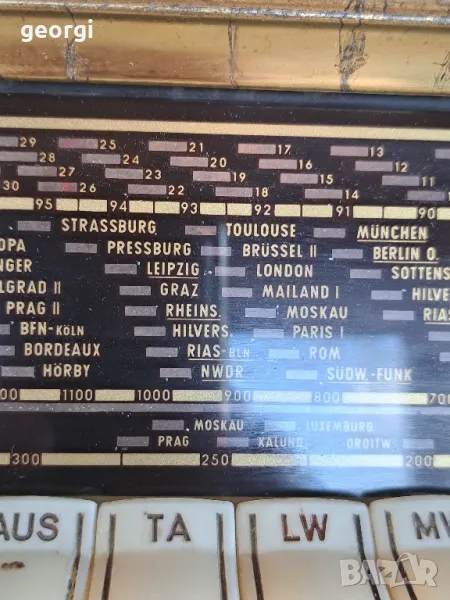 georgi
29 25 21 17 13
28 24 20 16 12
27 23 19 15 11
30 26 22 18 14
95 94 93 92 91 90
STRASSBURG TOULOUSE MÜNCHEN
OPA PRESSBURG BRÜSSEL II BERLIN O.
NGER LEIPZIG LONDON SOTTENS
LGRAD II GRAZ MAILAND I HILVE
PRAG II RHEINS. MOSKAU RIAS
BFN-KÖLN HILVERS. PARIS I
BORDEAUX RIAS-BLN ROM
HÖRBY NWDR SÜDW.-FUNK
00 1100 1000 900 800 700
MOSKAU LUXEMBURG
PRAG KALUND. DROITW.
300 250 200
AUS TA LW MW
BAZAR